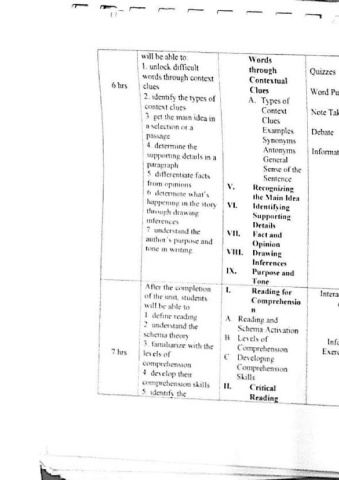 6 hrs
will be able to
1. unlock difficult
words through context
clues
2. identify the types of
context clues
3. get the main idea in
a selection or a
passage
4. determine the
supporting details in a
paragraph
5. differentiate facts
from opinions
6. determine what's
happening in the story
through drawing
inferences
7. understand the
author's purpose and
tone in writing
Words
through
Contextual
Clues
A. Types of
Context
Clues
Examples
Synonyms
Antonyms
General
Sense of the
Sentence
V. Recognizing
the Main Idea
VI. Identifying
Supporting
Details
VII. Fact and
Opinion
VIII. Drawing
Inferences
IX. Purpose and
Tone
Quizzes
Word Pu
Note Tak
Debate
Informat
7 hrs
After the completion
of the unit, students
will be able to
1. define reading
2. understand the
schema theory
3. familiarize with the
levels of
comprehension
4. develop their
comprehension skills
5. identify the
I. Reading for
Comprehensio
n
A. Reading and
Schema Activation
B. Levels of
Comprehension
C. Developing
Comprehension
Skills
II. Critical
Reading
Intera
Info
Exerc